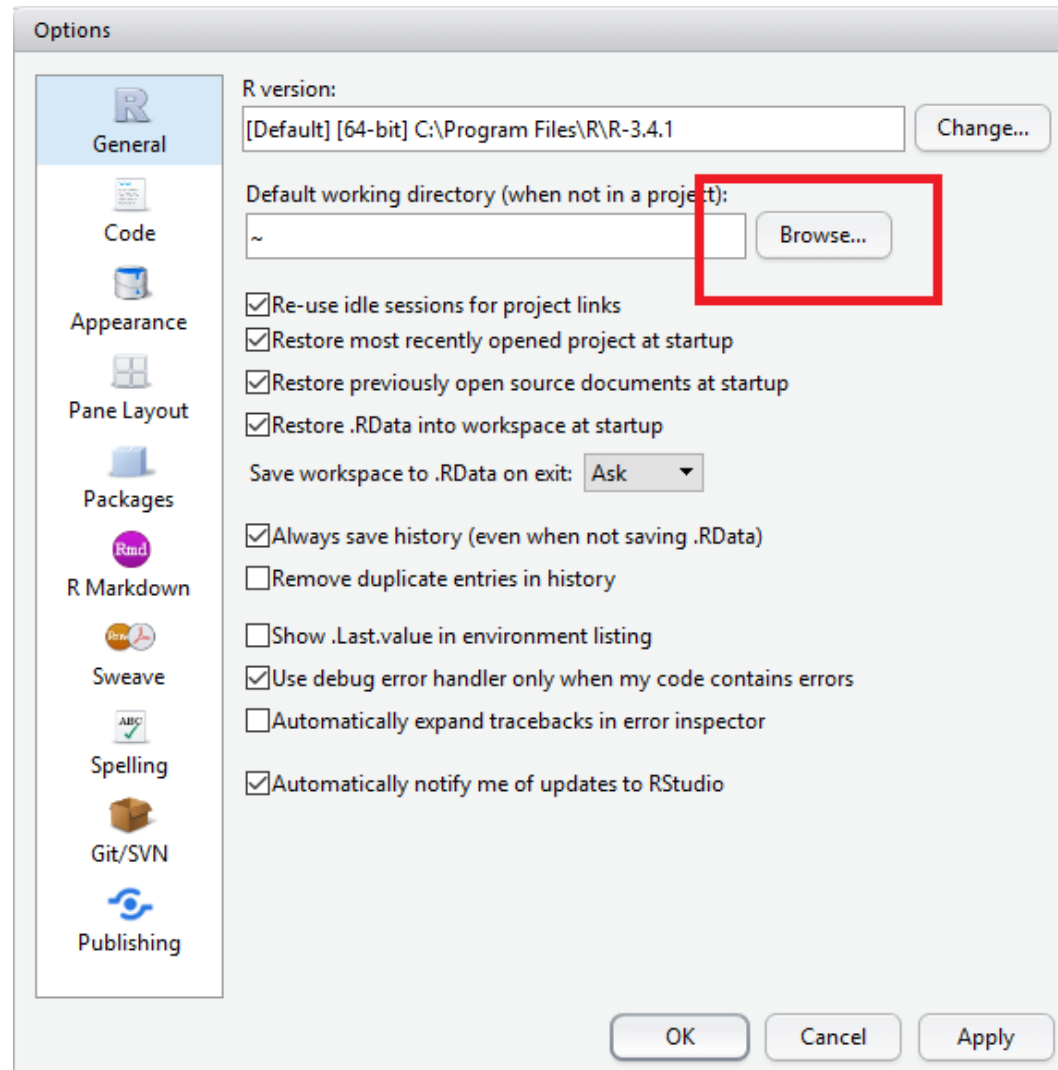 Options
General
Code
Appearance
Pane Layout
Packages
Rmd
R Markdown
Rnw
Sweave
ABC
Spelling
Git/SVN
Publishing
R version:
[Default] [64-bit] C:\Program Files\R\R-3.4.1
Change...
Default working directory (when not in a project):
~
Browse...
Re-use idle sessions for project links
Restore most recently opened project at startup
Restore previously open source documents at startup
Restore .RData into workspace at startup
Save workspace to .RData on exit: Ask
Always save history (even when not saving .RData)
Remove duplicate entries in history
Show .Last.value in environment listing
Use debug error handler only when my code contains errors
Automatically expand tracebacks in error inspector
Automatically notify me of updates to RStudio
OK Cancel Apply